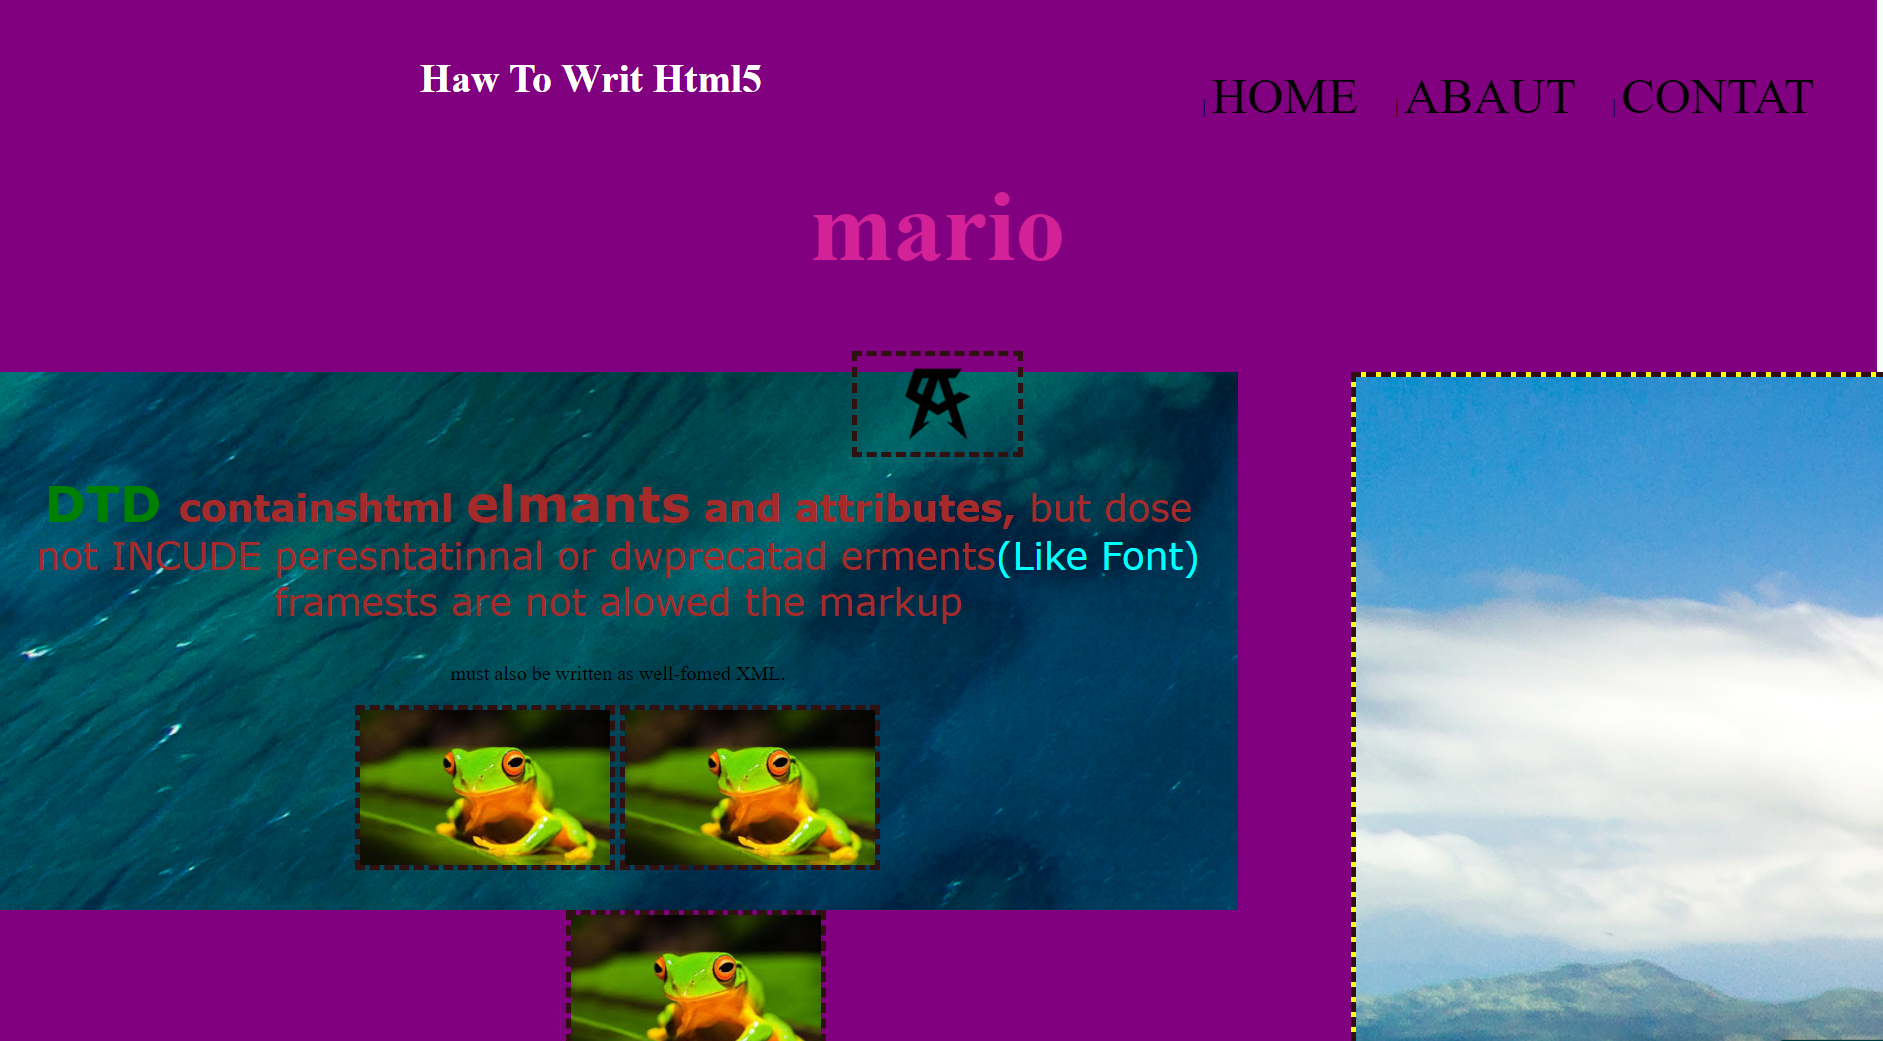 Haw To Writ Html5
HOME ABAUT CONTAT
mario
DTD containshtml elmants and attributes, but dose
not INCUDE peresntatinnal or dwprecatad erments(Like Font)
framests are not alowed the markup
must also be written as well-fomed XML.